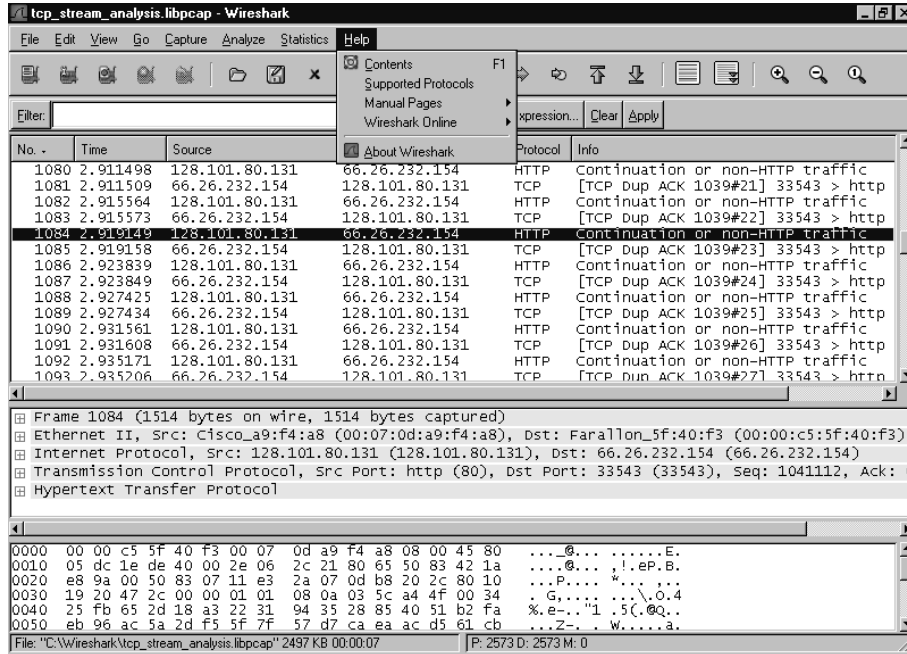 tcp_stream_analysis.libpcap - Wireshark
File Edit View Go Capture Analyze Statistics Help
Contents F1
Supported Protocols
Manual Pages
Wireshark Online
About Wireshark
Filter: xpression... Clear Apply
No. - Time Source Protocol Info
1080 2.911498 128.101.80.131 66.26.232.154 HTTP Continuation or non-HTTP traffic
1081 2.911509 66.26.232.154 128.101.80.131 TCP [TCP Dup ACK 1039#21] 33543 > http
1082 2.915564 128.101.80.131 66.26.232.154 HTTP Continuation or non-HTTP traffic
1083 2.915573 66.26.232.154 128.101.80.131 TCP [TCP Dup ACK 1039#22] 33543 > http
1084 2.919149 128.101.80.131 66.26.232.154 HTTP Continuation or non-HTTP traffic
1085 2.919158 66.26.232.154 128.101.80.131 TCP [TCP Dup ACK 1039#23] 33543 > http
1086 2.923839 128.101.80.131 66.26.232.154 HTTP Continuation or non-HTTP traffic
1087 2.923849 66.26.232.154 128.101.80.131 TCP [TCP Dup ACK 1039#24] 33543 > http
1088 2.927425 128.101.80.131 66.26.232.154 HTTP Continuation or non-HTTP traffic
1089 2.927434 66.26.232.154 128.101.80.131 TCP [TCP Dup ACK 1039#25] 33543 > http
1090 2.931561 128.101.80.131 66.26.232.154 HTTP Continuation or non-HTTP traffic
1091 2.931608 66.26.232.154 128.101.80.131 TCP [TCP Dup ACK 1039#26] 33543 > http
1092 2.935171 128.101.80.131 66.26.232.154 HTTP Continuation or non-HTTP traffic
1093 2.935206 66.26.232.154 128.101.80.131 TCP [TCP Dup ACK 1039#27] 33543 > http
Frame 1084 (1514 bytes on wire, 1514 bytes captured)
Ethernet II, Src: Cisco_a9:f4:a8 (00:07:0d:a9:f4:a8), Dst: Farallon_5f:40:f3 (00:00:c5:5f:40:f3)
Internet Protocol, Src: 128.101.80.131 (128.101.80.131), Dst: 66.26.232.154 (66.26.232.154)
Transmission Control Protocol, Src Port: http (80), Dst Port: 33543 (33543), Seq: 1041112, Ack:
Hypertext Transfer Protocol
0000 00 00 c5 5f 40 f3 00 07 0d a9 f4 a8 08 00 45 80 ..._@... ......E.
0010 05 dc 1e de 40 00 2e 06 2c 21 80 65 50 83 42 1a ....@... ,!.eP.B.
0020 e8 9a 00 50 83 07 11 e3 2a 07 0d b8 20 2c 80 10 ...P.... *... ,..
0030 19 20 47 2c 00 00 01 01 08 0a 03 5c a4 4f 00 34 . G,.... ...\.O.4
0040 25 fb 65 2d 18 a3 22 31 94 35 28 85 40 51 b2 fa %.e-.."1 .5(.@Q..
0050 eb 96 ac 5a 2d f5 5f 7f 57 d7 ca ea ac d5 61 cb ...Z-._. W.....a.
File: "C:\Wireshark\tcp_stream_analysis.libpcap" 2497 KB 00:00:07 P: 2573 D: 2573 M: 0